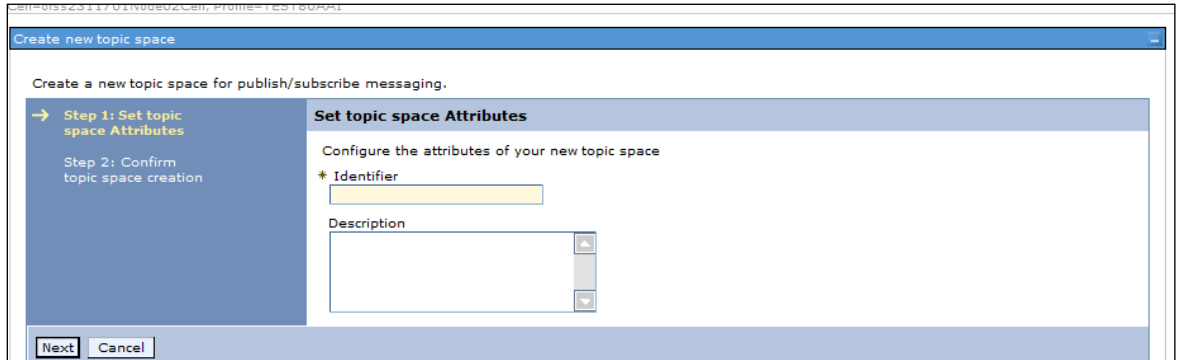 Create new topic space
Create a new topic space for publish/subscribe messaging.
Step 1: Set topic
space Attributes
Step 2: Confirm
topic space creation
Set topic space Attributes
Configure the attributes of your new topic space
* Identifier
Description
Next Cancel